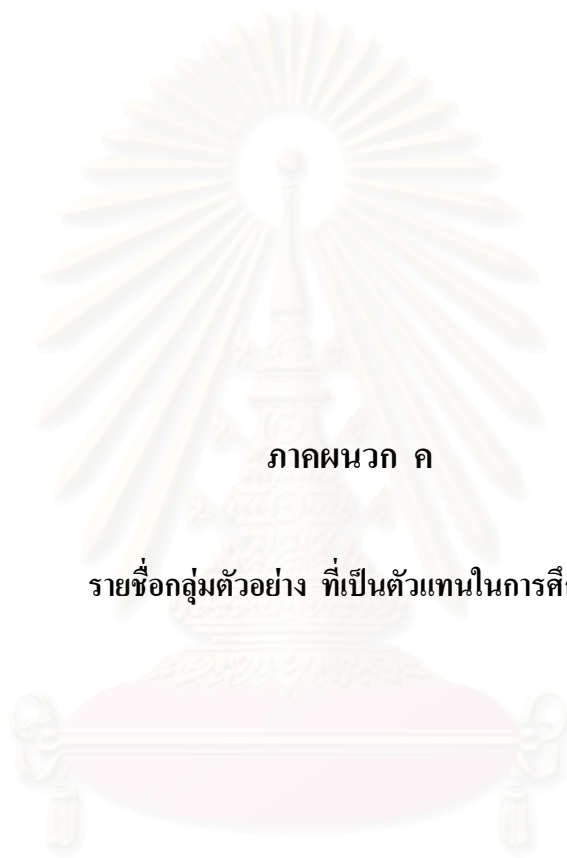 ภาคผนวก ค
รายชื่อกลุ่มตัวอย่าง ที่เป็นตัวแทนในการ